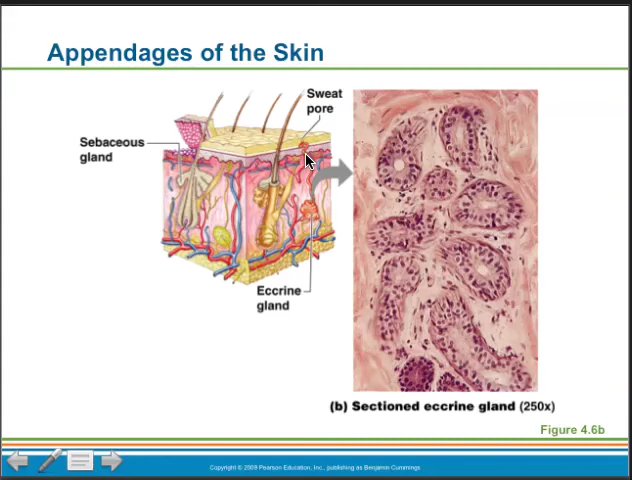 Appendages of the Skin
Sweat
pore
Sebaceous
gland
Eccrine
gland
(b) Sectioned eccrine gland (250x)
Figure 4.6b
Copyright © 2009 Pearson Education, Inc., publishing as Benjamin Cummings